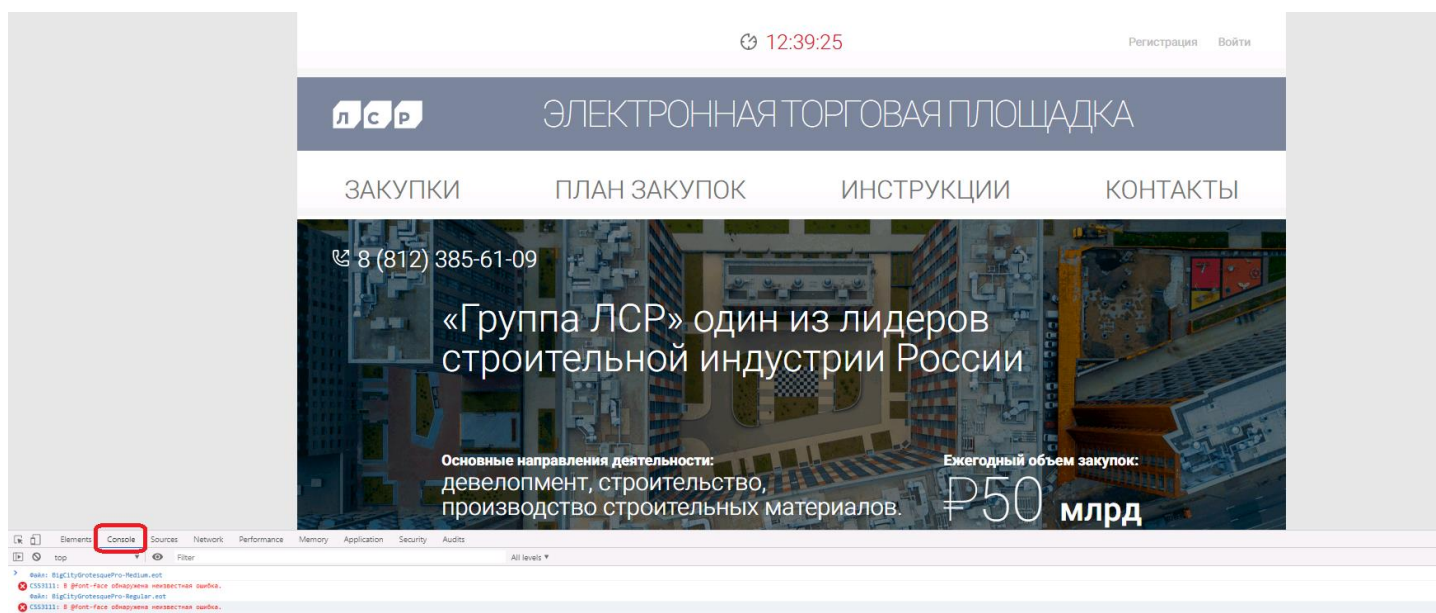 12:39:25
Регистрация Войти
ЛСР ЭЛЕКТРОННАЯ ТОРГОВАЯ ПЛОЩАДКА
ЗАКУПКИ ПЛАН ЗАКУПОК ИНСТРУКЦИИ КОНТАКТЫ
8 (812) 385-61-09
«Группа ЛСР» один из лидеров
строительной индустрии России
Основные направления деятельности:
девелопмент, строительство,
производство строительных материалов.
Ежегодный объем закупок:
₽50 млрд
Elements Console Sources Network Performance Memory Application Security Audits
top Filter All levels
Файл: BigCityGrotesquePro-Medium.eot
CSS3111: В @font-face обнаружена неизвестная ошибка.
Файл: BigCityGrotesquePro-Regular.eot
CSS3111: В @font-face обнаружена неизвестная ошибка.